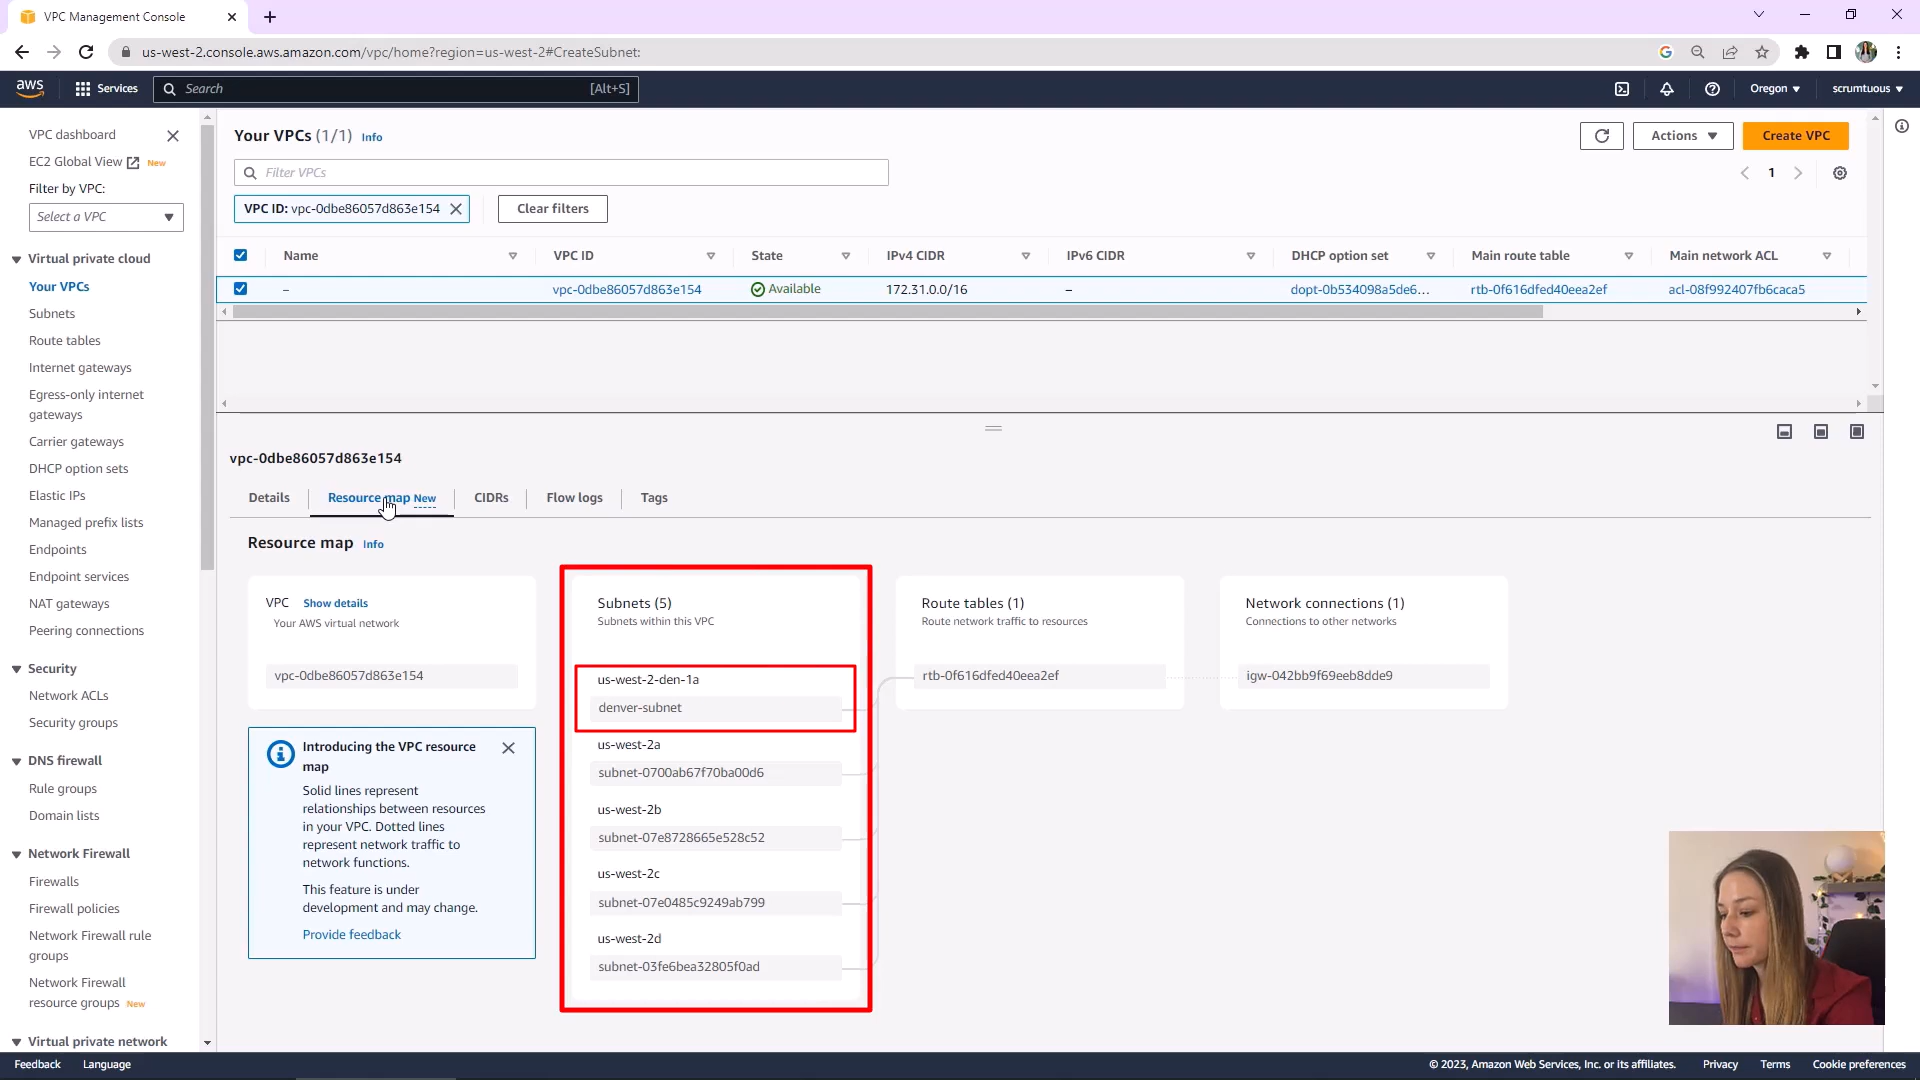 VPC Management Console
us-west-2.console.aws.amazon.com/vpc/home?region=us-west-2#CreateSubnet:
aws
Services
Search
[Alt+S]
Oregon
scrumtuous
VPC dashboard
EC2 Global View New
Filter by VPC:
Select a VPC
Virtual private cloud
Your VPCs
Subnets
Route tables
Internet gateways
Egress-only internet
gateways
Carrier gateways
DHCP option sets
Elastic IPs
Managed prefix lists
Endpoints
Endpoint services
NAT gateways
Peering connections
Security
Network ACLs
Security groups
DNS firewall
Rule groups
Domain lists
Network Firewall
Firewalls
Firewall policies
Network Firewall rule
groups
Network Firewall
resource groups New
Virtual private network
Your VPCs (1/1) Info
Actions
Create VPC
Filter VPCs
1
VPC ID: vpc-0dbe86057d863e154
Clear filters
Name VPC ID State IPv4 CIDR IPv6 CIDR DHCP option set Main route table Main network ACL
– vpc-0dbe86057d863e154 Available 172.31.0.0/16 – dopt-0b534098a5de6... rtb-0f616dfed40eea2ef acl-08f992407fb6caca5
vpc-0dbe86057d863e154
Details Resource map New CIDRs Flow logs Tags
Resource map Info
VPC Show details
Your AWS virtual network
vpc-0dbe86057d863e154
Introducing the VPC resource
map
Solid lines represent
relationships between resources
in your VPC. Dotted lines
represent network traffic to
network functions.
This feature is under
development and may change.
Provide feedback
Subnets (5)
Subnets within this VPC
us-west-2-den-1a
denver-subnet
us-west-2a
subnet-0700ab67f70ba00d6
us-west-2b
subnet-07e8728665e528c52
us-west-2c
subnet-07e0485c9249ab799
us-west-2d
subnet-03fe6bea32805f0ad
Route tables (1)
Route network traffic to resources
rtb-0f616dfed40eea2ef
Network connections (1)
Connections to other networks
igw-042bb9f69eeb8dde9
Feedback Language © 2023, Amazon Web Services, Inc. or its affiliates. Privacy Terms Cookie preferences